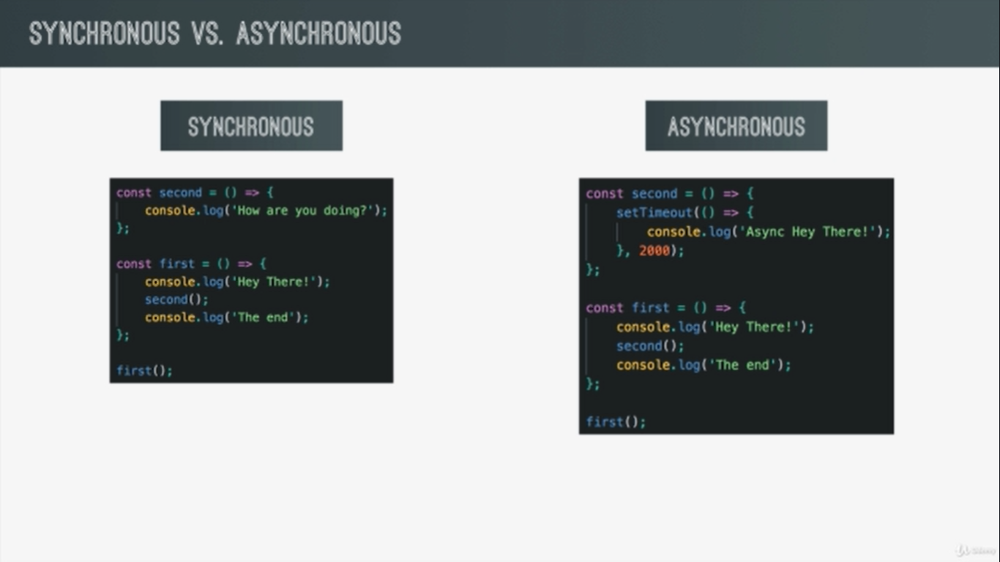 SYNCHRONOUS VS. ASYNCHRONOUS
SYNCHRONOUS
const second = () => {
    console.log('How are you doing?');
};

const first = () => {
    console.log('Hey There!');
    second();
    console.log('The end');
};

first();
ASYNCHRONOUS
const second = () => {
    setTimeout(() => {
        console.log('Async Hey There!');
    }, 2000);
};

const first = () => {
    console.log('Hey There!');
    second();
    console.log('The end');
};

first();
Udemy